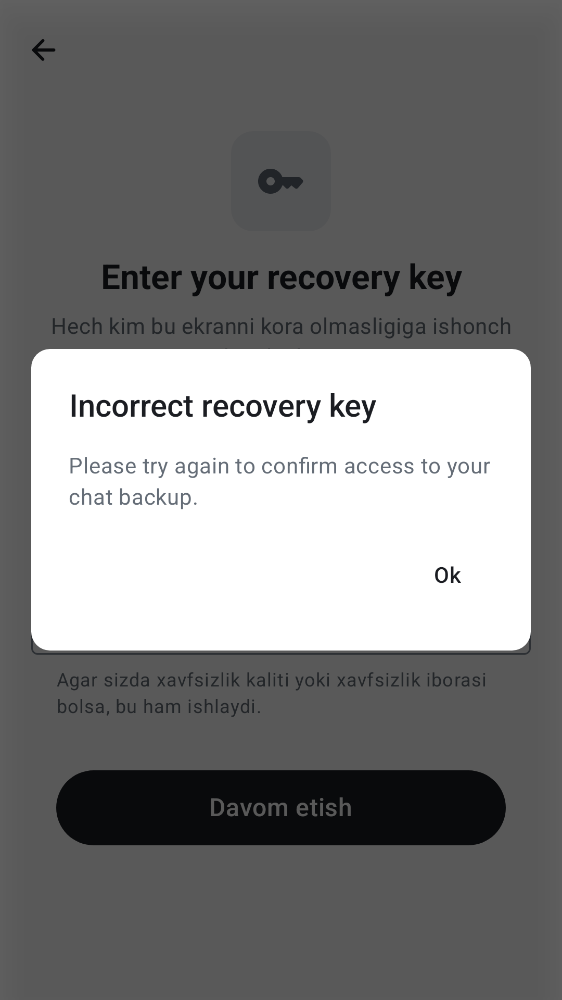 Enter your recovery key
Hech kim bu ekranni kora olmasligiga ishonch
Incorrect recovery key
Please try again to confirm access to your
chat backup.
Ok
Agar sizda xavfsizlik kaliti yoki xavfsizlik iborasi
bolsa, bu ham ishlaydi.
Davom etish